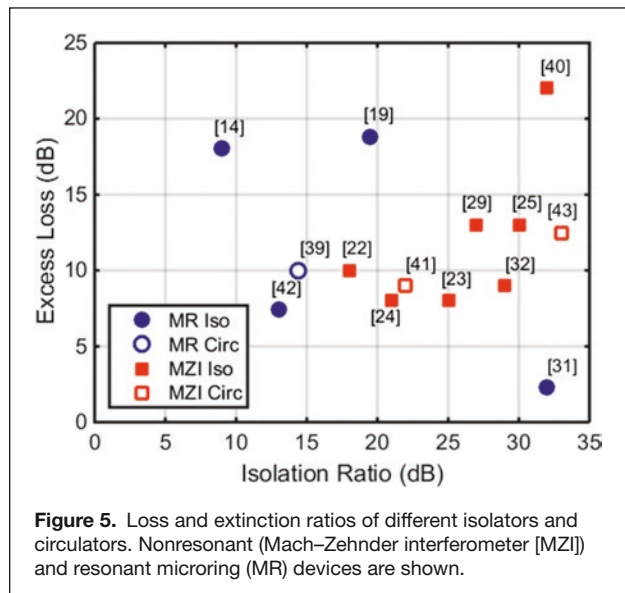 25
20
15
10
5
0
Excess Loss (dB)
[40]
[14]
[19]
[29]
[25]
[43]
[39]
[22]
[41]
[32]
[42]
[24]
[23]
[31]
MR Iso
MR Circ
MZI Iso
MZI Circ
0 5 10 15 20 25 30 35
Isolation Ratio (dB)
Figure 5. Loss and extinction ratios of different isolators and
circulators. Nonresonant (Mach–Zehnder interferometer [MZI])
and resonant microring (MR) devices are shown.